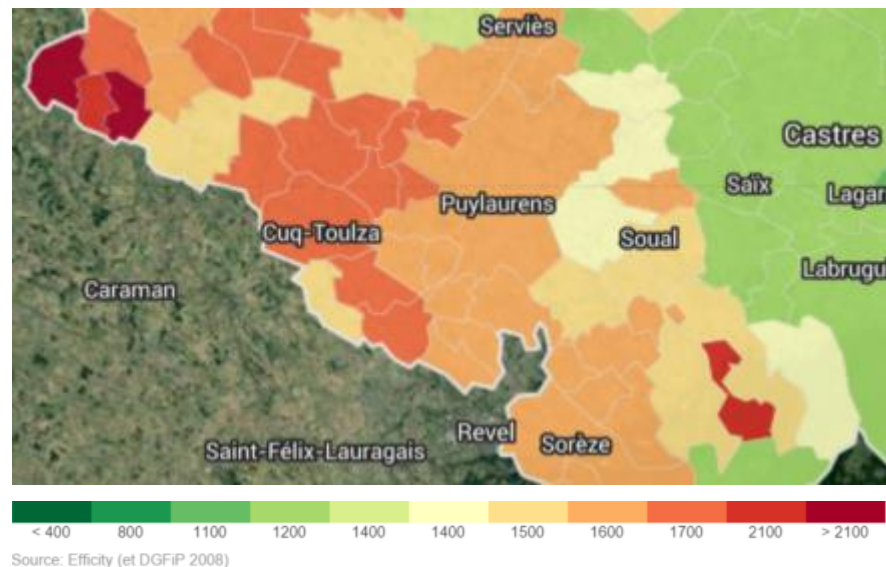 Serviès
Castres
Saïx
Lagar
Puylaurens
Cuq-Toulza
Soual
Labrugui
Caraman
Revel
Sorèze
Saint-Félix-Lauragais
< 400 800 1100 1200 1400 1400 1500 1600 1700 2100 > 2100
Source: Efficity (et DGFiP 2008)